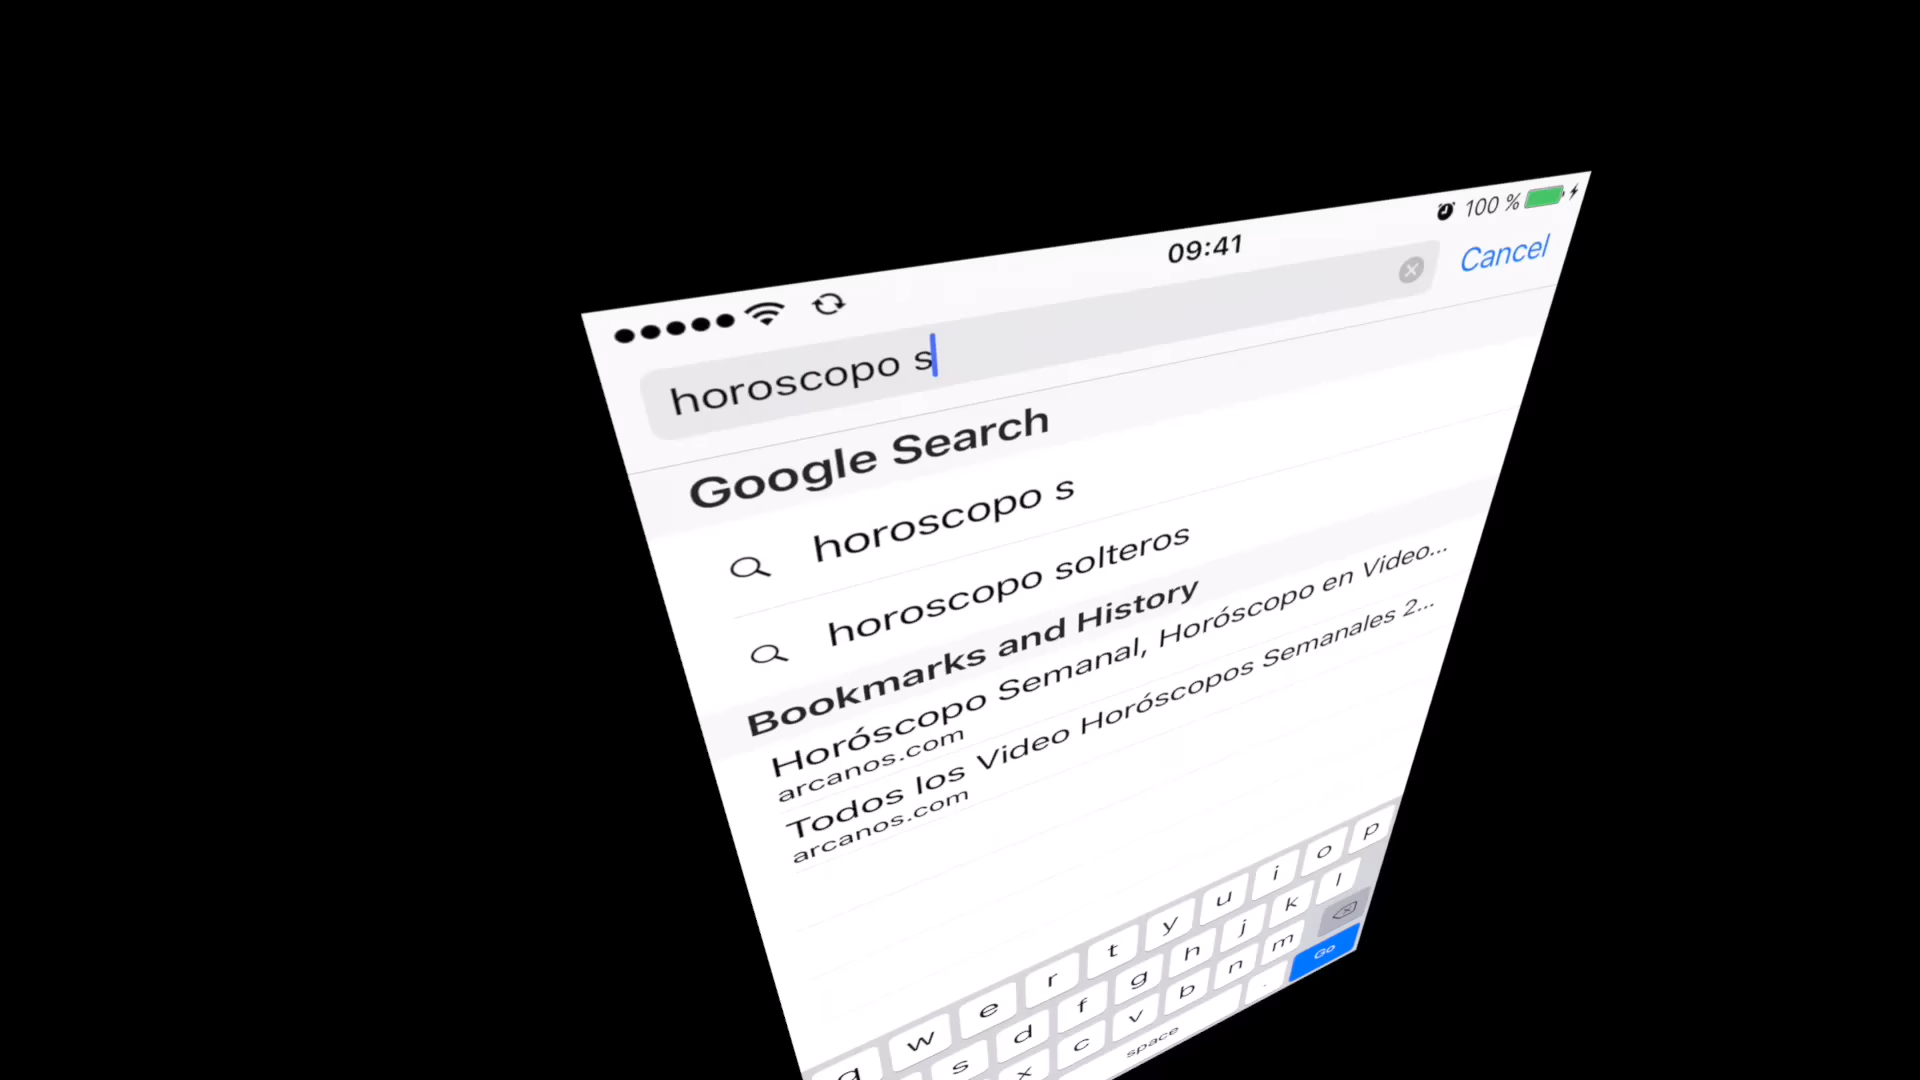 09:41
100 %
horoscopo s
Cancel
Google Search
horoscopo s
horoscopo solteros
Bookmarks and History
Horóscopo Semanal, Horóscopo en Video...
arcanos.com
Todos los Video Horóscopos Semanales 2...
arcanos.com
q w e r t y u i o p
s d f g h j k l
x c v b n m
space . Go